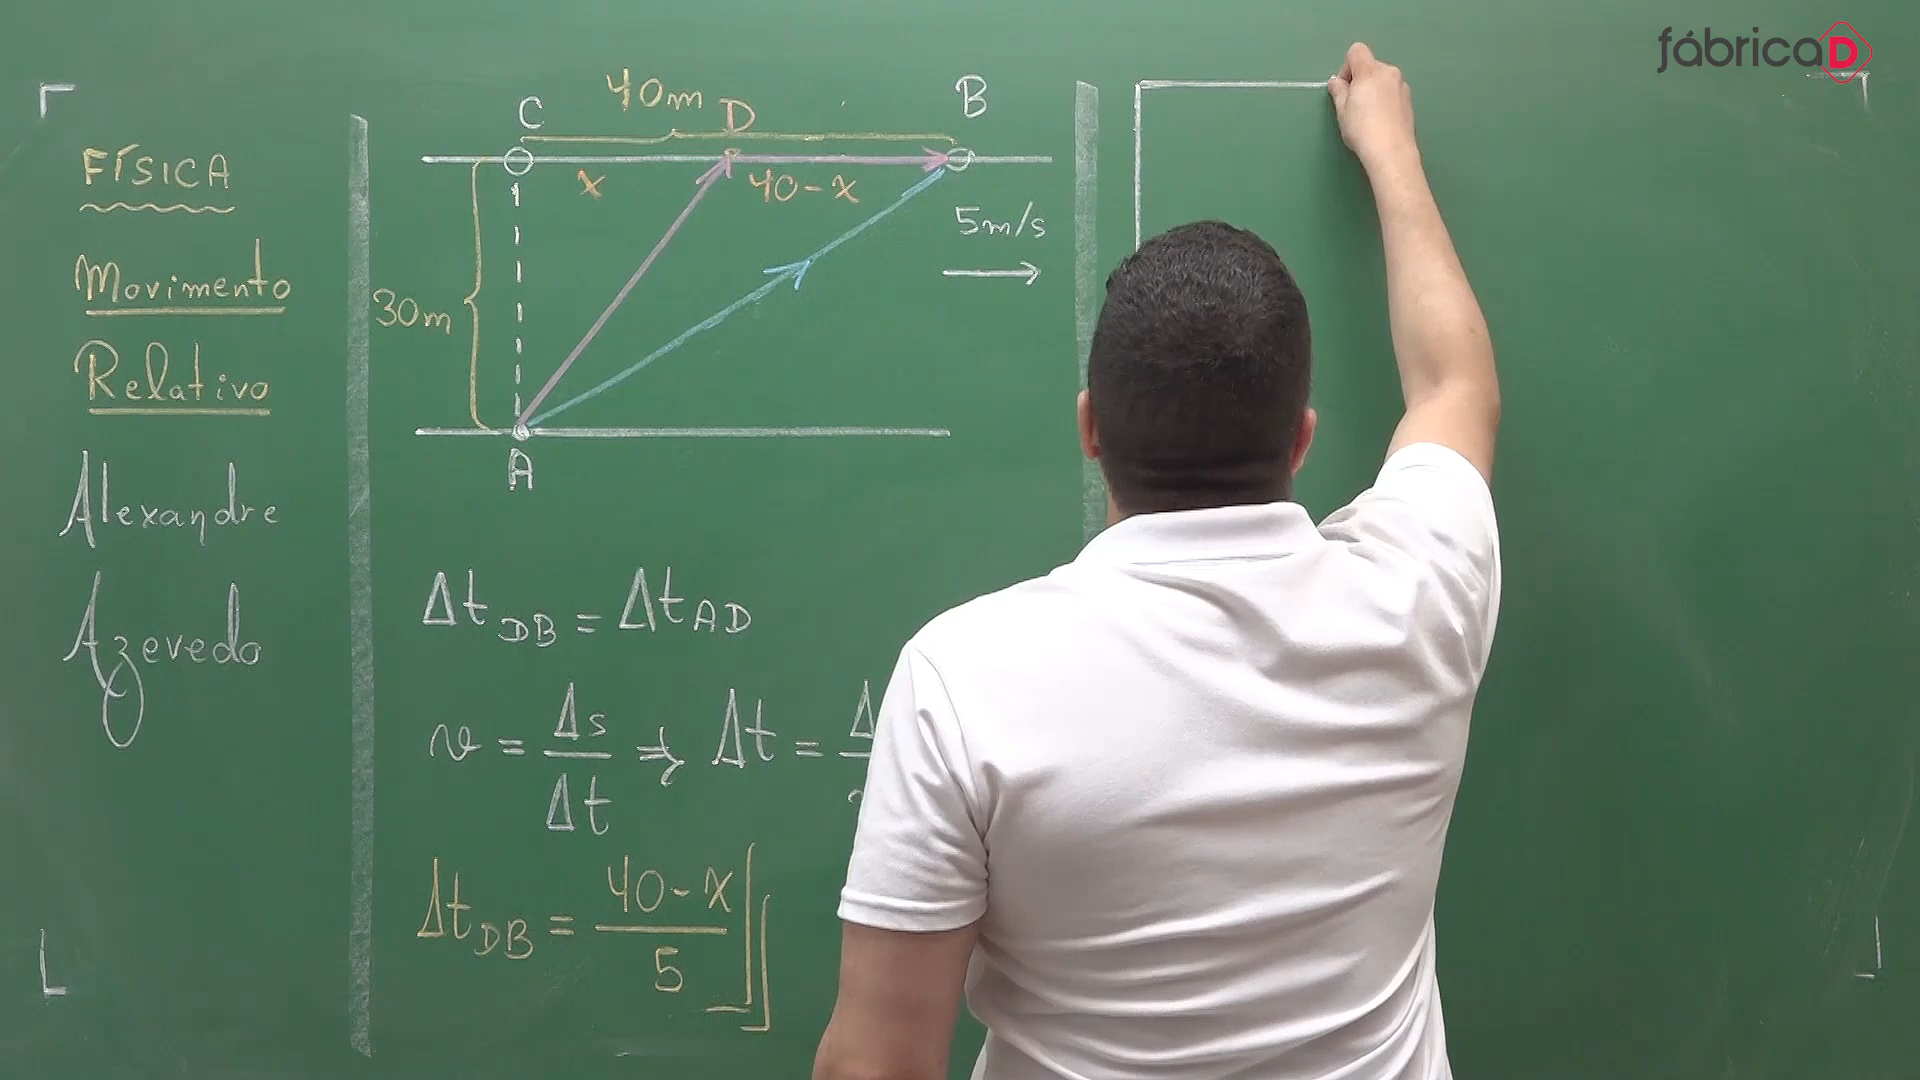 fábricaD
FÍSICA
Movimento
Relativo
Alexandre
Azevedo
40m
C D B
x 40-x
5m/s
30m
A
Δt DB = Δt AD
v = Δs/Δt ⇒ Δt = Δ
Δt DB = 40-x/5